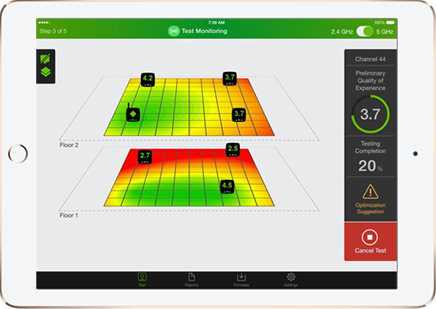 7:39 AM
100%
Step 3 of 5
Test Monitoring
2.4 GHz
5 GHz
Channel 44
Preliminary
Quality of
Experience
3.7
Testing
Completion
20 %
Optimization
Suggestion
Cancel Test
4.2
3.7
3.7
Floor 2
2.7
2.5
4.5
Floor 1
Test
Reports
Firmware
Settings